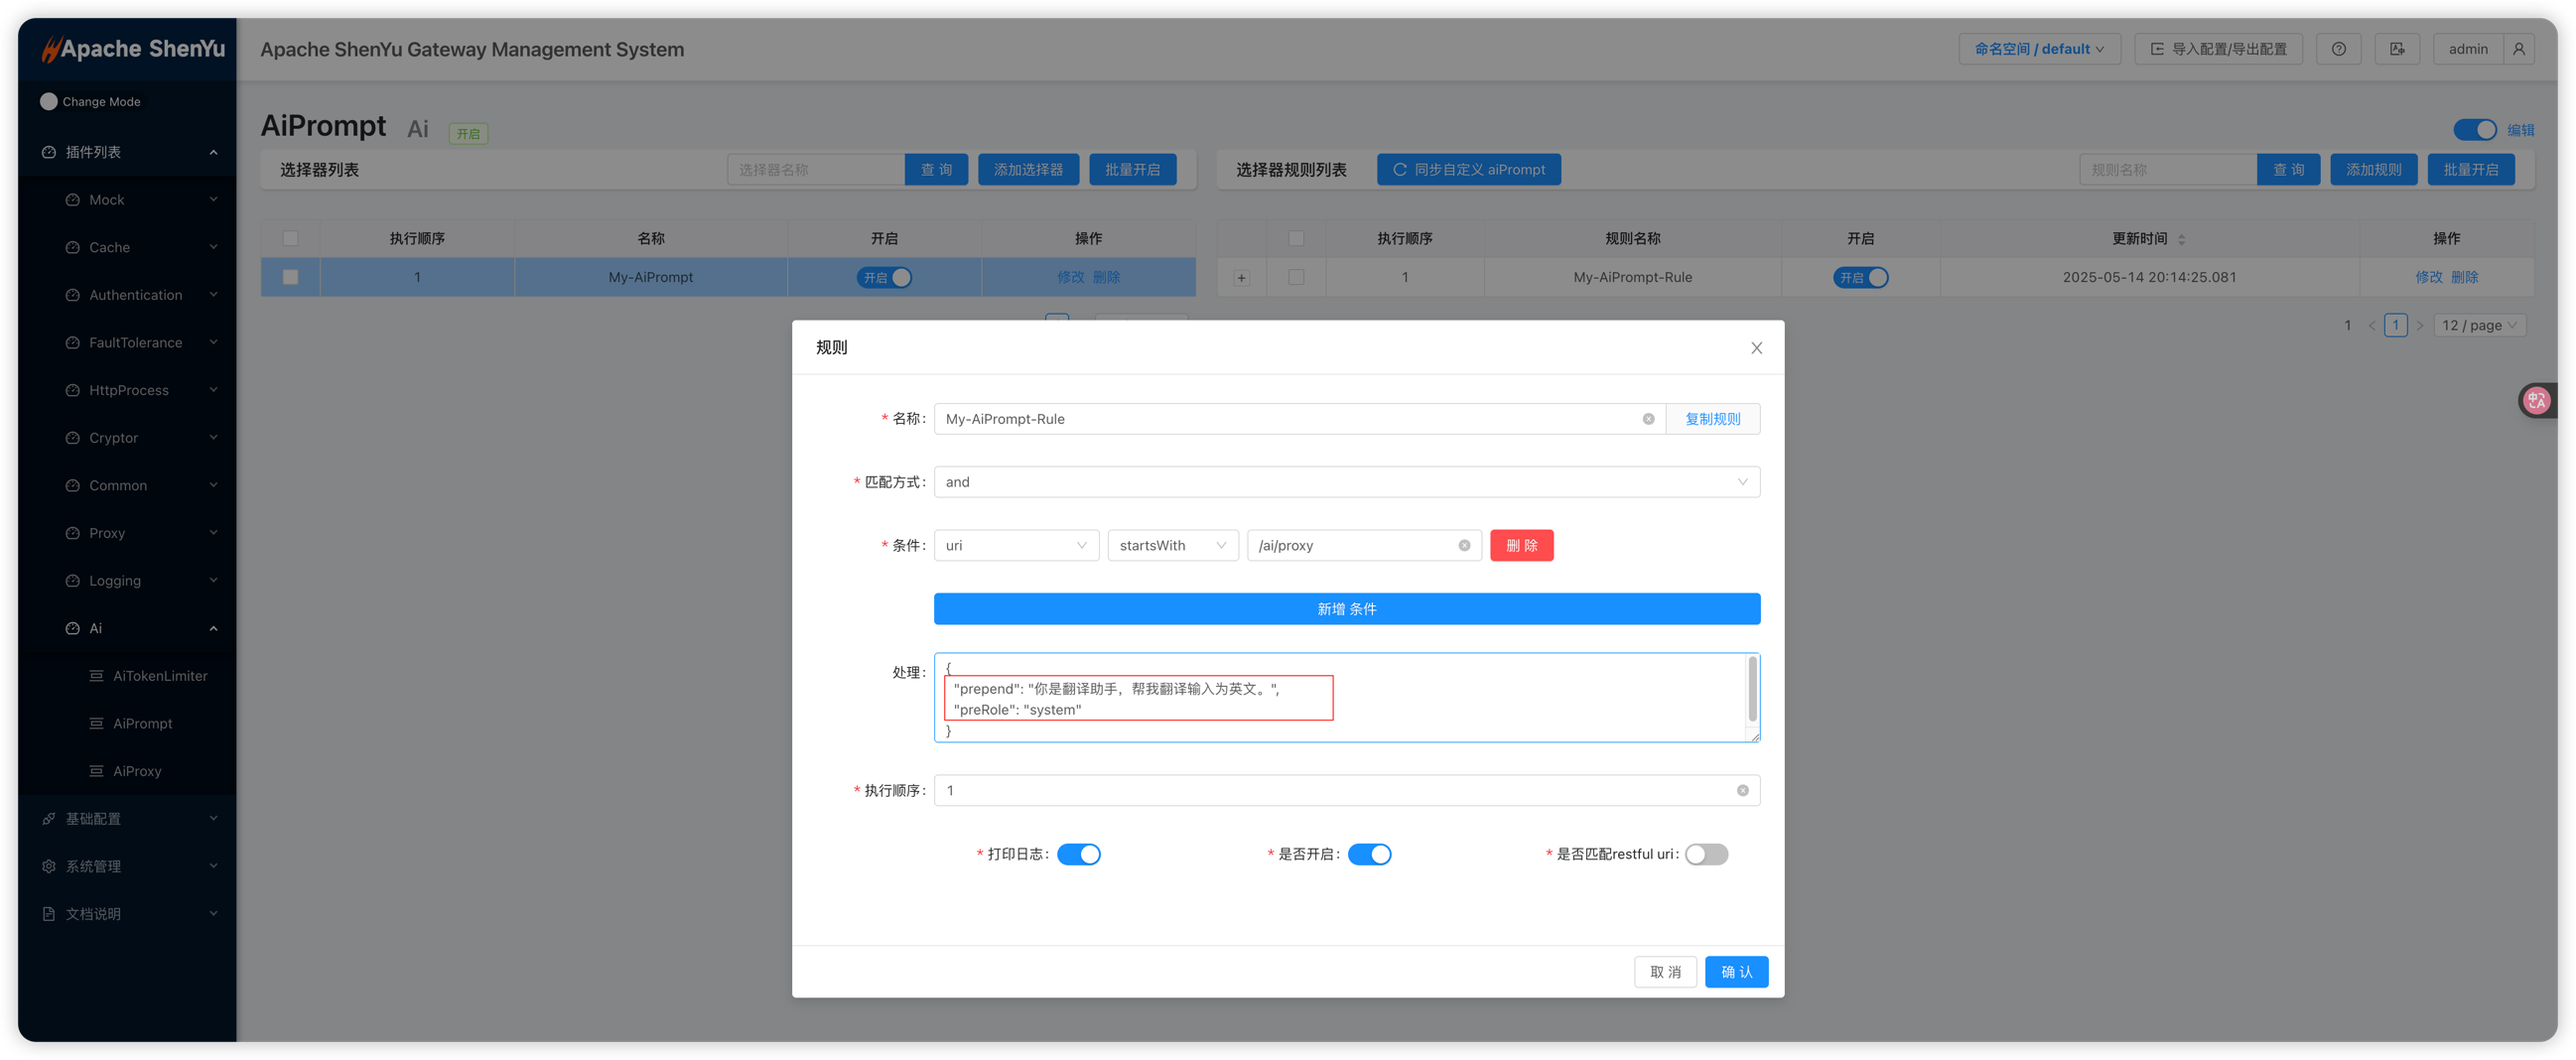 Apache ShenYu
Apache ShenYu Gateway Management System
命名空间 / default
导入配置/导出配置
admin
Change Mode
插件列表
Mock
Cache
Authentication
FaultTolerance
HttpProcess
Cryptor
Common
Proxy
Logging
Ai
AiTokenLimiter
AiPrompt
AiProxy
基础配置
系统管理
文档说明
AiPrompt Ai 开启
编辑
选择器列表
选择器名称
查 询
添加选择器
批量开启
选择器规则列表
同步自定义 aiPrompt
规则名称
查 询
添加规则
批量开启
执行顺序 名称 开启 操作
1 My-AiPrompt 开启 修改 删除
执行顺序 规则名称 开启 更新时间 操作
1 My-AiPrompt-Rule 开启 2025-05-14 20:14:25.081 修改 删除
1 < 1 > 12 / page
规则
* 名称: My-AiPrompt-Rule 复制规则
* 匹配方式: and
* 条件: uri startsWith /ai/proxy 删 除
新增 条件
处理: {
"prepend": "你是翻译助手，帮我翻译输入为英文。",
"preRole": "system"
}
* 执行顺序: 1
* 打印日志: * 是否开启: * 是否匹配restful uri:
取 消 确 认